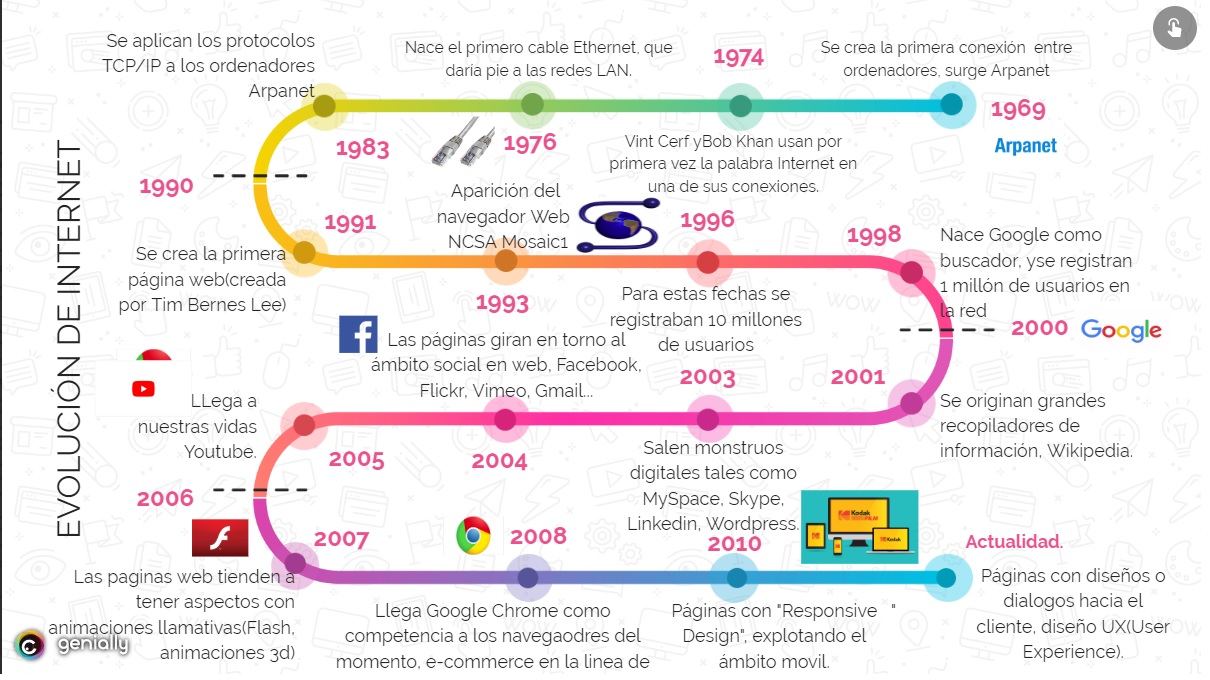 EVOLUCIÓN DE INTERNET
Se crea la primera conexión entre
ordenadores, surge Arpanet
1969
Arpanet
1974
Vint Cerf yBob Khan usan por
primera vez la palabra Internet en
una de sus conexiones.
Nace el primero cable Ethernet, que
daría pie a las redes LAN.
1976
Se aplican los protocolos
TCP/IP a los ordenadores
Arpanet
1983
1990
1991
Se crea la primera
página web(creada
por Tim Bernes Lee)
Aparición del
navegador Web
NCSA Mosaic1
1993
1996
Para estas fechas se
registraban 10 millones
de usuarios
1998
Nace Google como
buscador, yse registran
1 millón de usuarios en
la red
2000
Google
2001
Se originan grandes
recopiladores de
información, Wikipedia.
2003
Salen monstruos
digitales tales como
MySpace, Skype,
Linkedin, Wordpress.
Las páginas giran en torno al
ámbito social en web, Facebook,
Flickr, Vimeo, Gmail...
2004
LLega a
nuestras vidas
Youtube.
2005
2006
2007
Las paginas web tienden a
tener aspectos con
animaciones llamativas(Flash,
animaciones 3d)
2008
Llega Google Chrome como
competencia a los navegaodres del
momento, e-commerce en la linea de
2010
Páginas con "Responsive "
Design", explotando el
ámbito movil.
Kodak
Kodak
Actualidad.
Páginas con diseños o
dialogos hacia el
cliente, diseño UX(User
Experience).
genially